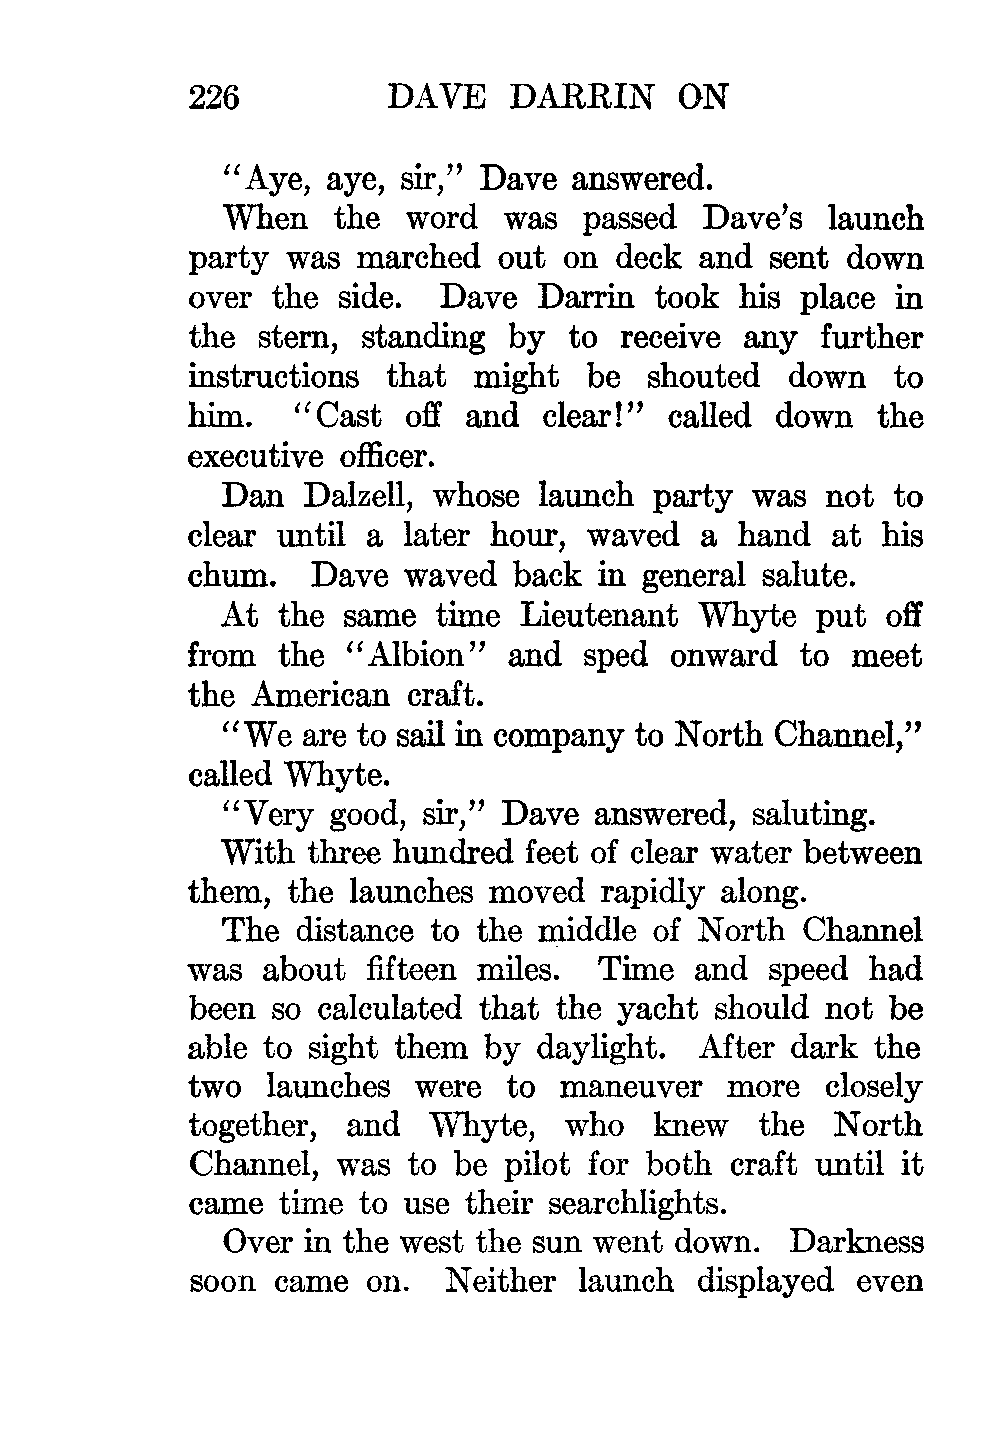 226 DAVE DARRIN ON
“Aye, aye, sir,” Dave answered.
When the word was passed Dave’s launch
party was marched out on deck and sent down
over the side. Dave Darrin took his place in
the stern, standing by to receive any further
instructions that might be shouted down to
him. “Cast off and clear!” called down the
executive officer.
Dan Dalzell, whose launch party was not to
clear until a later hour, waved a hand at his
chum. Dave waved back in general salute.
At the same time Lieutenant Whyte put off
from the “Albion” and sped onward to meet
the American craft.
“We are to sail in company to North Channel,”
called Whyte.
“Very good, sir,” Dave answered, saluting.
With three hundred feet of clear water between
them, the launches moved rapidly along.
The distance to the middle of North Channel
was about fifteen miles. Time and speed had
been so calculated that the yacht should not be
able to sight them by daylight. After dark the
two launches were to maneuver more closely
together, and Whyte, who knew the North
Channel, was to be pilot for both craft until it
came time to use their searchlights.
Over in the west the sun went down. Darkness
soon came on. Neither launch displayed even